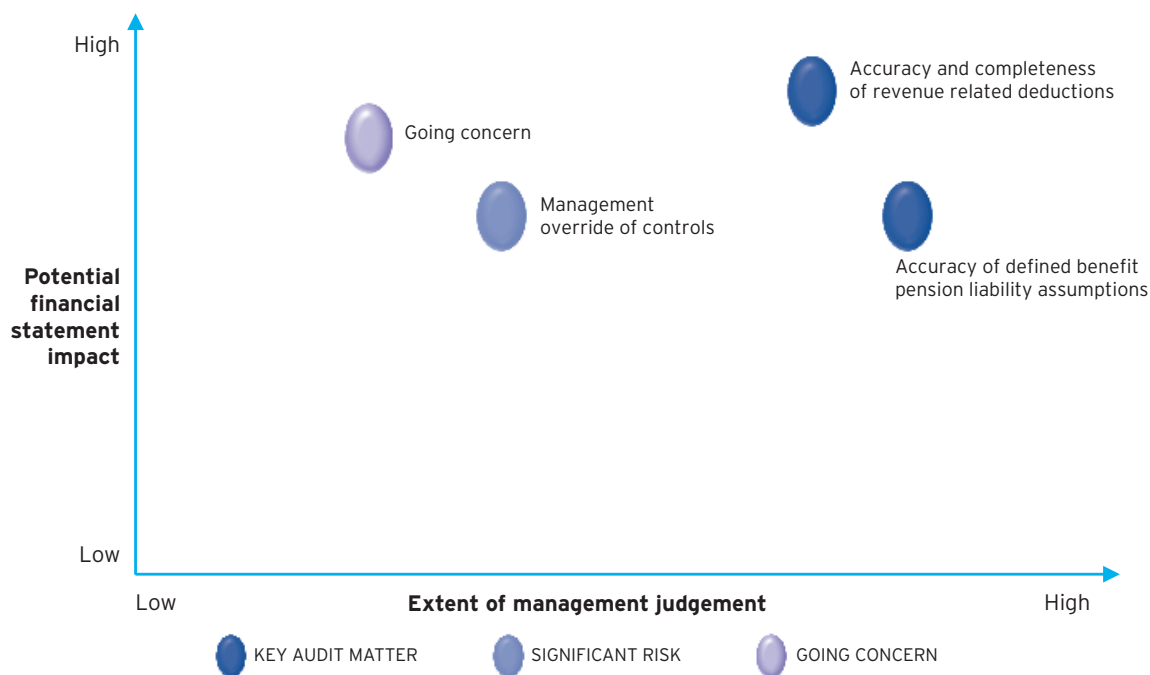 High
Accuracy and completeness
of revenue related deductions
Going concern
Management
override of controls
Accuracy of defined benefit
pension liability assumptions
Potential
financial
statement
impact
Low
Low
Extent of management judgement
High
KEY AUDIT MATTER
SIGNIFICANT RISK
GOING CONCERN